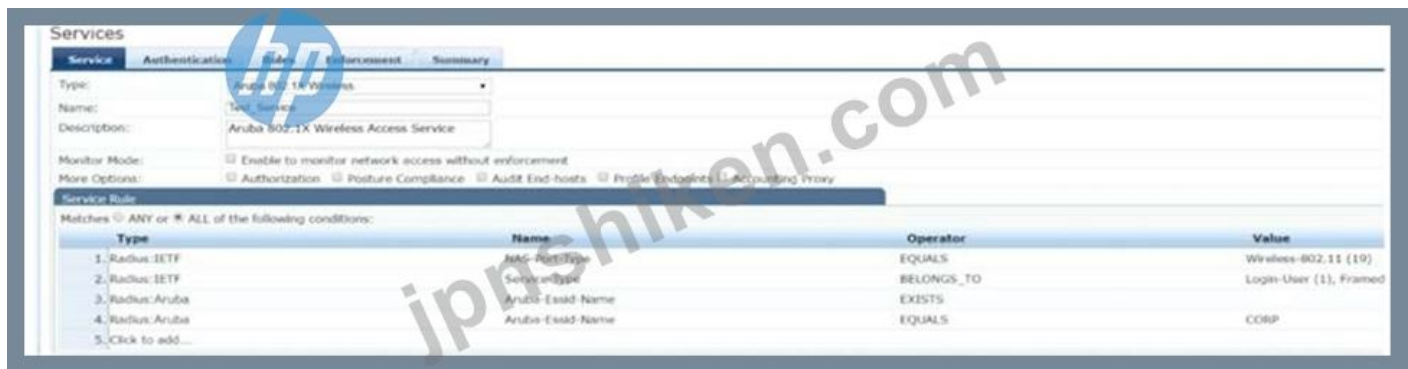 Services
Service Authentication Roles Enforcement Summary
Type: Aruba 802.1X Wireless
Name: Test_Service
Description: Aruba 802.1X Wireless Access Service
Monitor Mode: Enable to monitor network access without enforcement
More Options: Authorization Posture Compliance Audit End-hosts Profile Endpoints Accounting Proxy
Service Rule
Matches ANY or ALL of the following conditions:
Type Name Operator Value
1. Radius:IETF NAS-Port-Type EQUALS Wireless-802.11 (19)
2. Radius:IETF Service-Type BELONGS_TO Login-User (1), Framed
3. Radius:Aruba Aruba-Essid-Name EXISTS
4. Radius:Aruba Aruba-Essid-Name EQUALS CORP
5. Click to add...
hp
jpnshiken.com